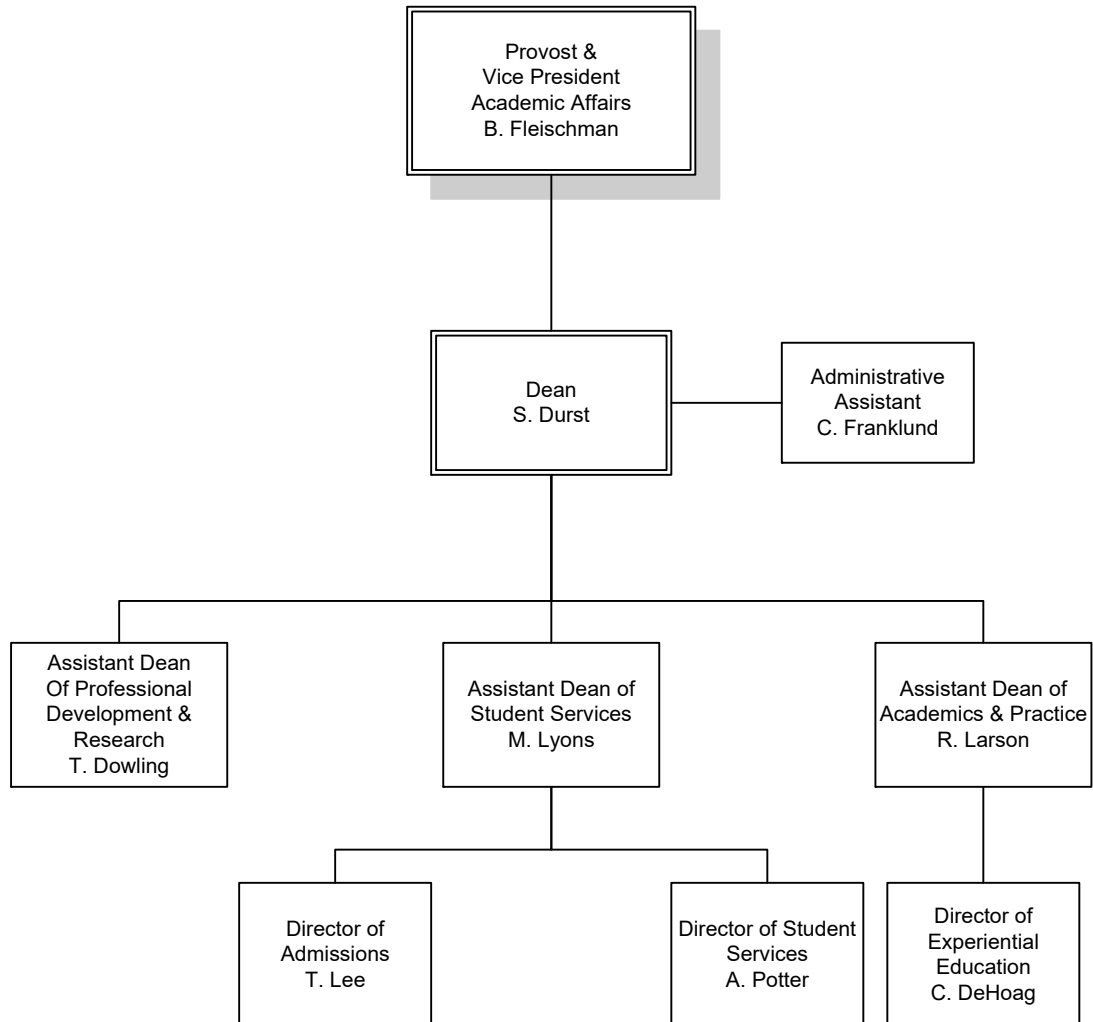 Provost &
Vice President
Academic Affairs
B. Fleischman
Dean
S. Durst
Administrative
Assistant
C. Franklund
Assistant Dean
Of Professional
Development &
Research
T. Dowling
Assistant Dean of
Student Services
M. Lyons
Assistant Dean of
Academics & Practice
R. Larson
Director of
Admissions
T. Lee
Director of Student
Services
A. Potter
Director of
Experiential
Education
C. DeHoag